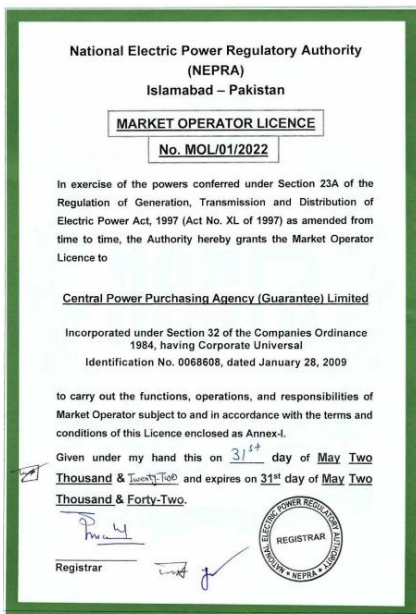 National Electric Power Regulatory Authority
(NEPRA)
Islamabad – Pakistan
MARKET OPERATOR LICENCE
No. MOL/01/2022
In exercise of the powers conferred under Section 23A of the
Regulation of Generation, Transmission and Distribution of
Electric Power Act, 1997 (Act No. XL of 1997) as amended from
time to time, the Authority hereby grants the Market Operator
Licence to
Central Power Purchasing Agency (Guarantee) Limited
Incorporated under Section 32 of the Companies Ordinance
1984, having Corporate Universal
Identification No. 0068608, dated January 28, 2009
to carry out the functions, operations, and responsibilities of
Market Operator subject to and in accordance with the terms and
conditions of this Licence enclosed as Annex-I.
Given under my hand this on 31st day of May Two
Thousand & Twenty-Two and expires on 31st day of May Two
Thousand & Forty-Two.
Registrar
NATIONAL ELECTRIC POWER REGULATORY AUTHORITY
REGISTRAR
NEPRA